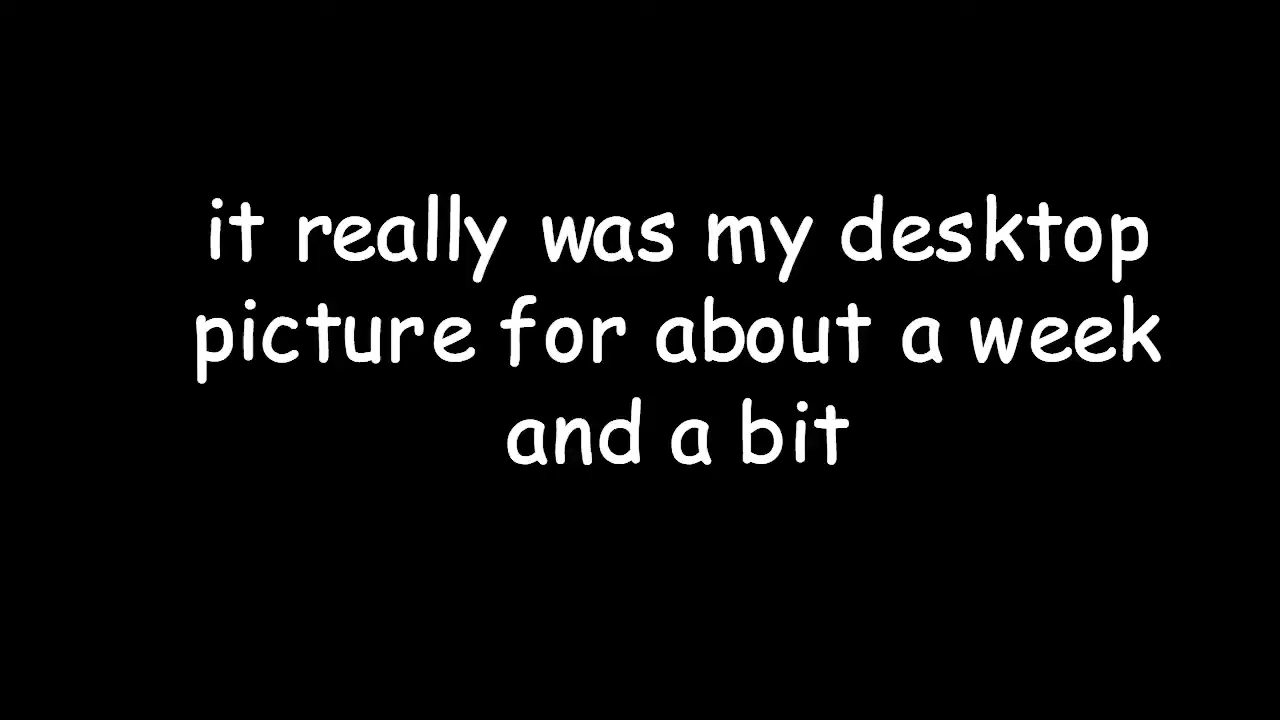 it really was my desktop
picture for about a week
and a bit